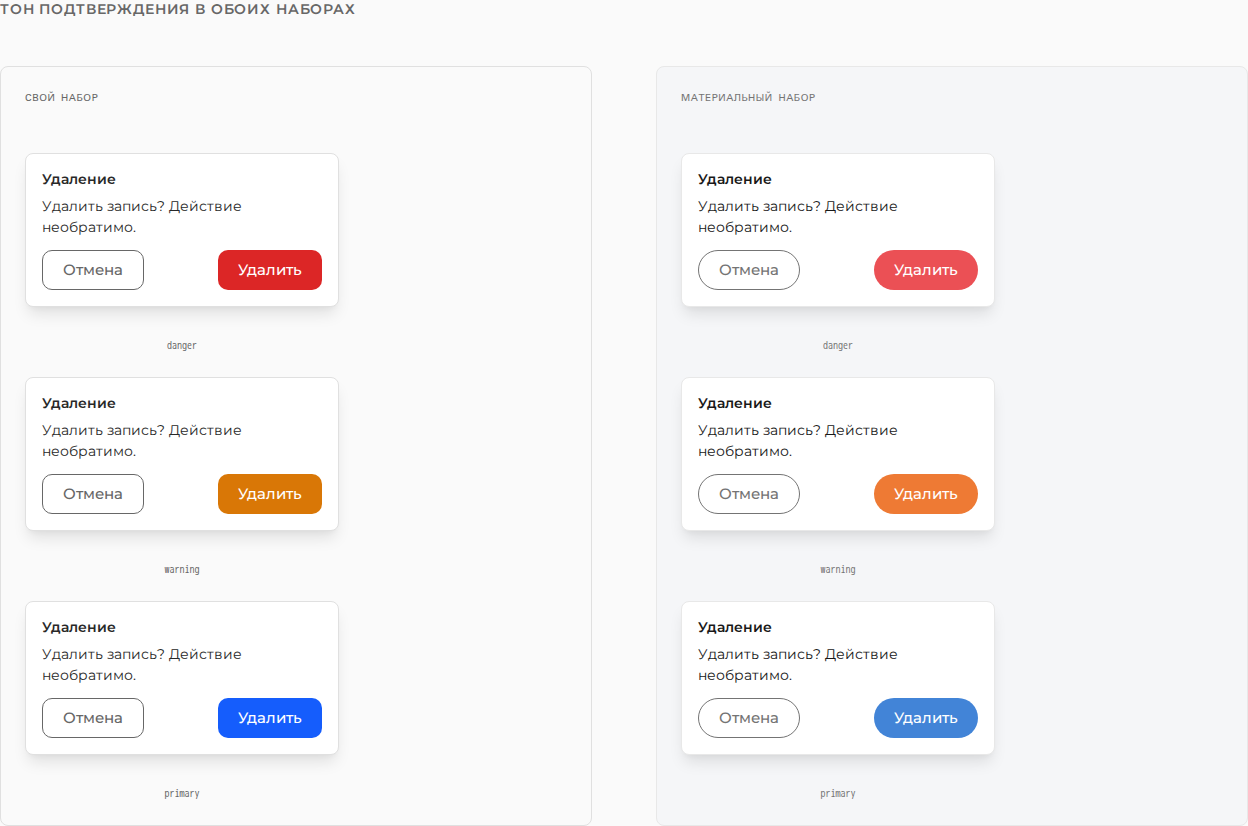 ТОН ПОДТВЕРЖДЕНИЯ В ОБОИХ НАБОРАХ
СВОЙ НАБОР
Удаление
Удалить запись? Действие
необратимо.
Отмена
Удалить
danger
Удаление
Удалить запись? Действие
необратимо.
Отмена
Удалить
warning
Удаление
Удалить запись? Действие
необратимо.
Отмена
Удалить
primary
МАТЕРИАЛЬНЫЙ НАБОР
Удаление
Удалить запись? Действие
необратимо.
Отмена
Удалить
danger
Удаление
Удалить запись? Действие
необратимо.
Отмена
Удалить
warning
Удаление
Удалить запись? Действие
необратимо.
Отмена
Удалить
primary